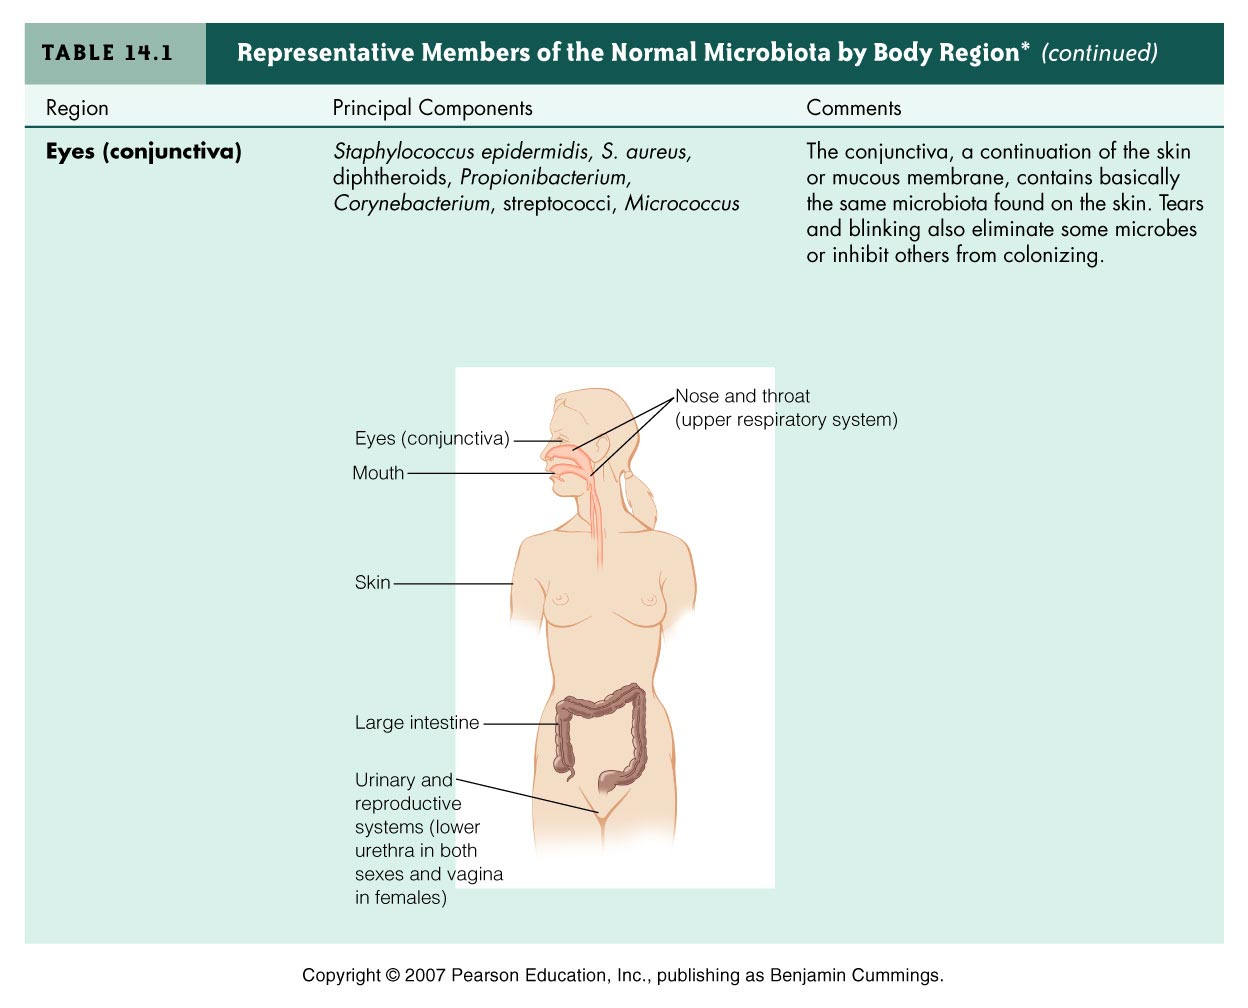 TABLE 14.1
Representative Members of the Normal Microbiota by Body Region* (continued)
Region
Principal Components
Comments
Eyes (conjunctiva)
Staphylococcus epidermidis, S. aureus,
diphtheroids, Propionibacterium,
Corynebacterium, streptococci, Micrococcus
The conjunctiva, a continuation of the skin
or mucous membrane, contains basically
the same microbiota found on the skin. Tears
and blinking also eliminate some microbes
or inhibit others from colonizing.
Nose and throat
(upper respiratory system)
Eyes (conjunctiva)
Mouth
Skin
Large intestine
Urinary and
reproductive
systems (lower
urethra in both
sexes and vagina
in females)
Copyright © 2007 Pearson Education, Inc., publishing as Benjamin Cummings.